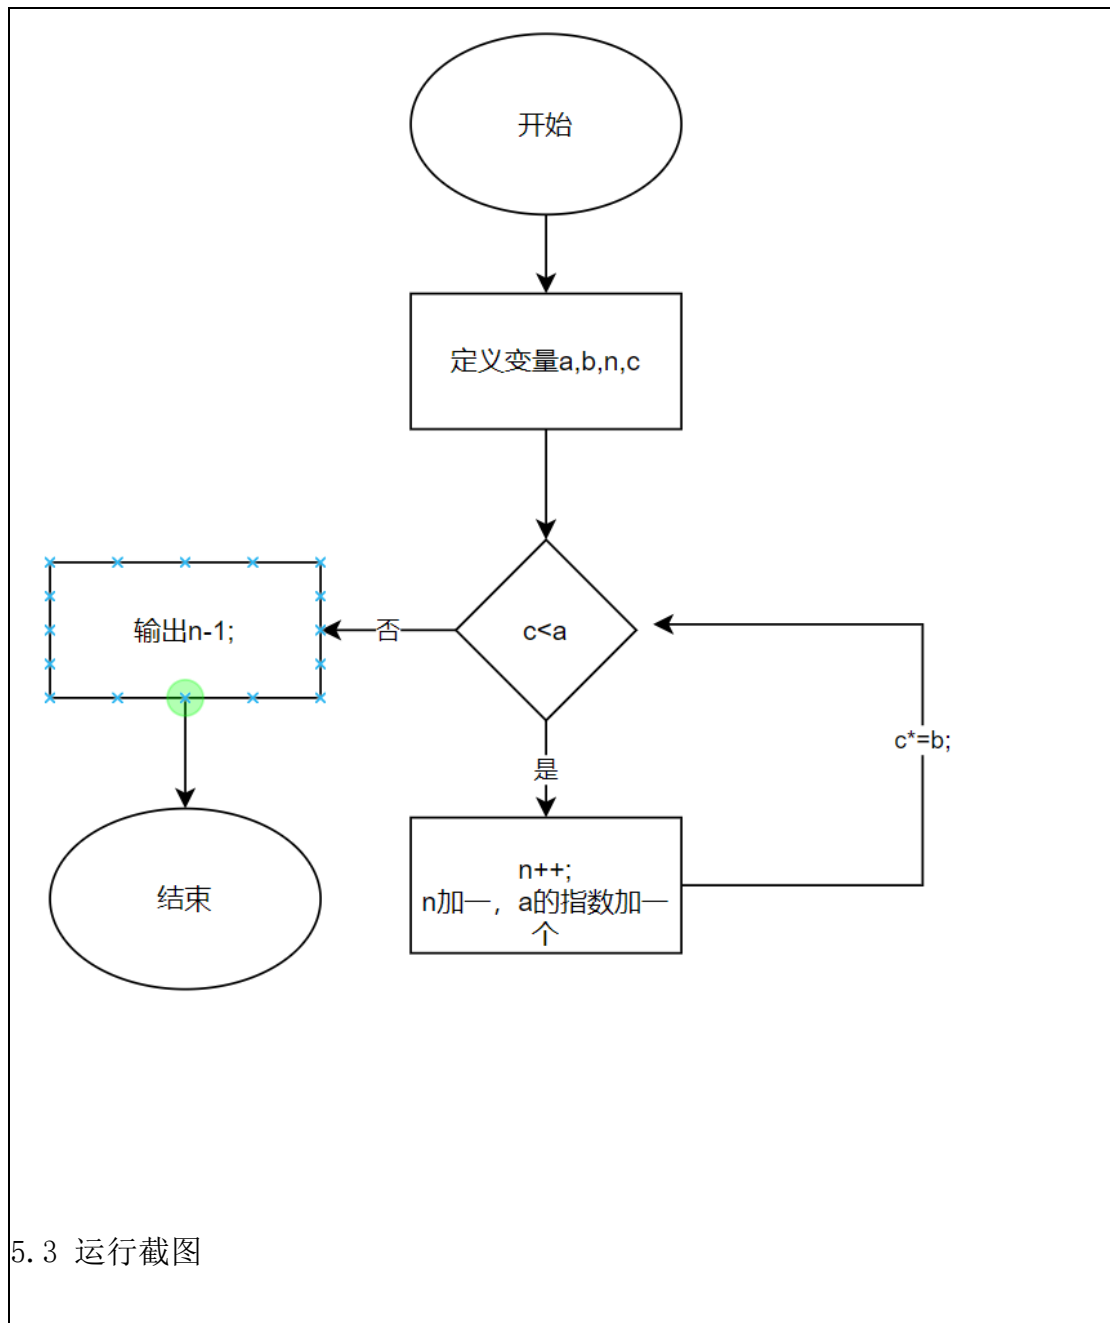 开始
定义变量a,b,n,c
输出n-1;
否
c<a
c*=b;
是
n++;
n加一，a的指数加一
个
结束
5.3 运行截图